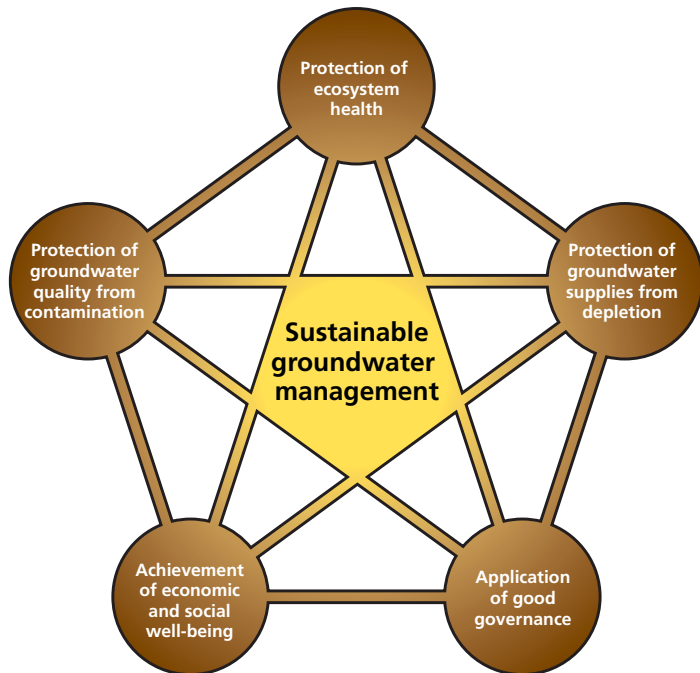 Protection of
ecosystem
health
Protection of
groundwater
quality from
contamination
Protection of
groundwater
supplies from
depletion
Sustainable
groundwater
management
Achievement
of economic
and social
well-being
Application
of good
governance